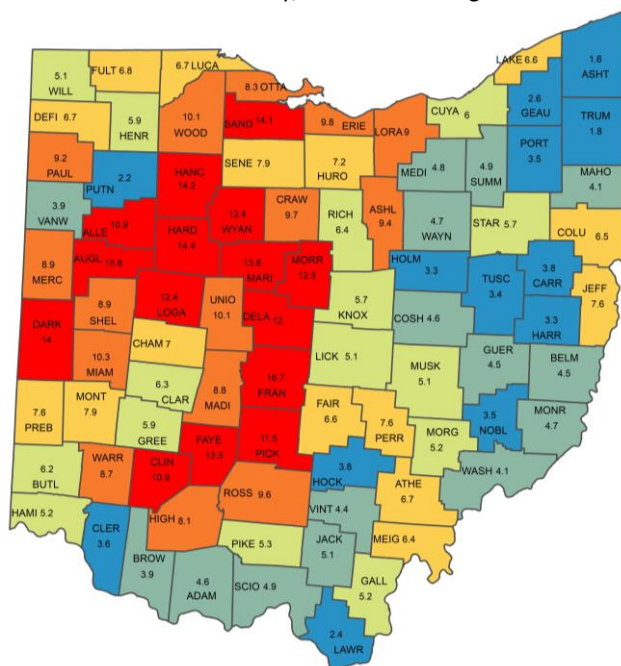 5.1
WILL
FULT 6.8
6.7 LUCA
8.3 OTTA
LAKE 6.6
1.6
ASHT
DEFI 6.7
5.9
HENR
10.1
WOOD
SAND 14.1
9.8 ERIE
LORA 9
CUYA 6
2.6
GEAU
TRUM
1.8
9.2
PAUL
2.2
PUTN
HANC
14.2
SENE 7.9
7.2
HURO
MEDI 4.8
4.9
SUMM
PORT
3.5
MAHO
4.1
3.9
VANW
ALLE
HARD
14.4
12.4
WYAN
CRAW
9.7
RICH
6.4
ASHL
9.4
4.7
WAYN
STAR 5.7
COLU 6.5
8.9
MERC
AUGL
13.6
MARI
MORR
12.5
HOLM
3.3
TUSC
3.4
3.8
CARR
JEFF
7.6
DARK
14
8.9
SHEL
12.4
LOGA
UNIO
10.1
DELA 12
5.7
KNOX
COSH 4.6
3.3
HARR
10.3
MIAM
CHAM 7
6.3
CLAR
8.8
MADI
16.7
FRAN
LICK 5.1
MUSK
5.1
GUER
4.5
BELM
4.5
7.6
PREB
MONT
7.9
5.9
GREE
FAYE
13.5
11.5
PICK
FAIR
6.6
7.6
PERR
MORG
5.2
3.5
NOBL
MONR
4.7
6.2
BUTL
WARR
8.7
CLIN
10.9
ROSS 9.6
3.8
HOCK
ATHE
6.7
WASH 4.1
HAMI 5.2
CLER
3.6
HIGH 8.1
PIKE 5.3
VINT 4.4
JACK
5.1
MEIG 6.4
BROW
3.9
4.6
ADAM
SCIO 4.9
GALL
5.2
2.4
LAWR